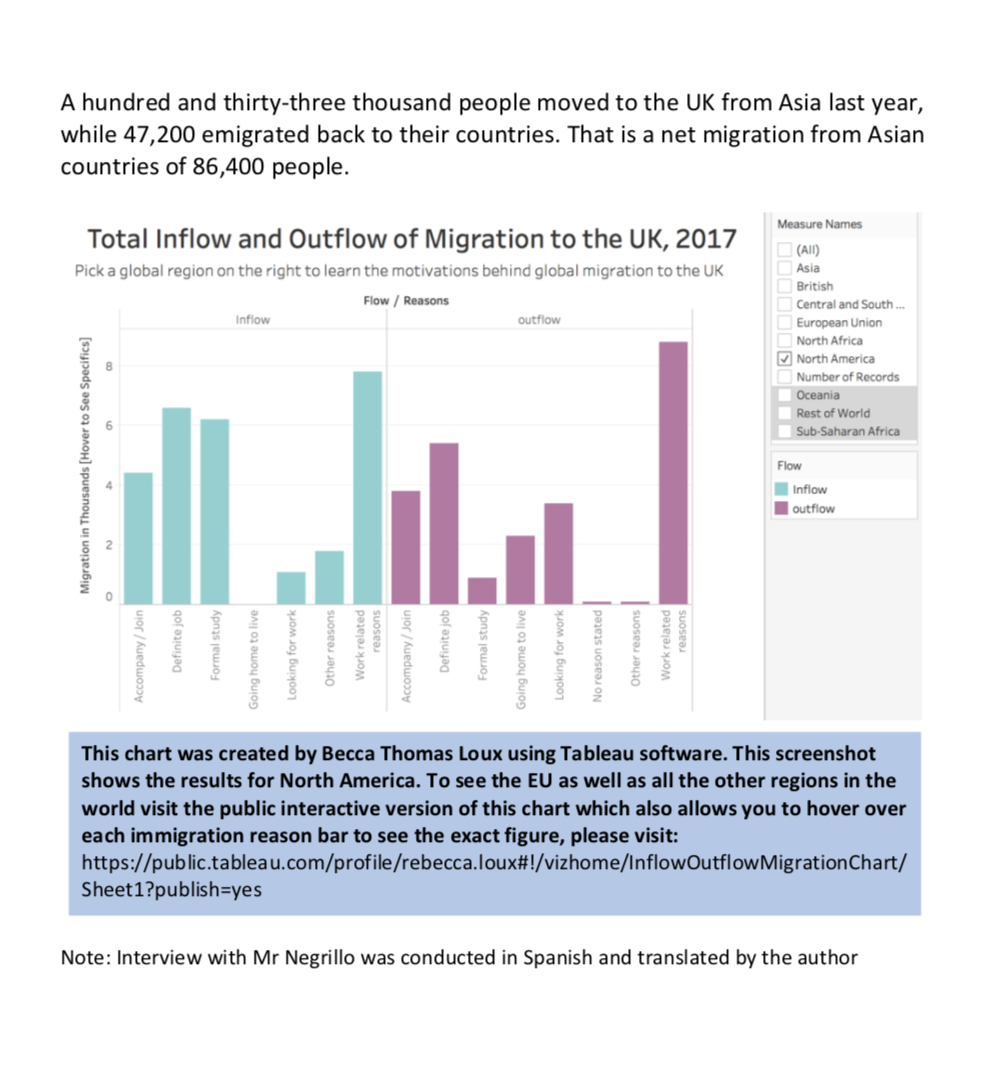 A hundred and thirty-three thousand people moved to the UK from Asia last year,
while 47,200 emigrated back to their countries. That is a net migration from Asian
countries of 86,400 people.
Total Inflow and Outflow of Migration to the UK, 2017
Pick a global region on the right to learn the motivations behind global migration to the UK
Flow / Reasons
Inflow
outflow
Migration in Thousands [Hover to See Specifics]
8
6
4
2
0
Accompany / Join
Definite job
Formal study
Going home to live
Looking for work
Other reasons
Work related
reasons
Accompany / Join
Definite job
Formal study
Going home to live
Looking for work
No reason stated
Other reasons
Work related
reasons
Measure Names
(All)
Asia
British
Central and South ...
European Union
North Africa
North America
Number of Records
Oceania
Rest of World
Sub-Saharan Africa
Flow
Inflow
outflow
This chart was created by Becca Thomas Loux using Tableau software. This screenshot
shows the results for North America. To see the EU as well as all the other regions in the
world visit the public interactive version of this chart which also allows you to hover over
each immigration reason bar to see the exact figure, please visit:
https://public.tableau.com/profile/rebecca.loux#!/vizhome/InflowOutflowMigrationChart/
Sheet1?publish=yes
Note: Interview with Mr Negrillo was conducted in Spanish and translated by the author